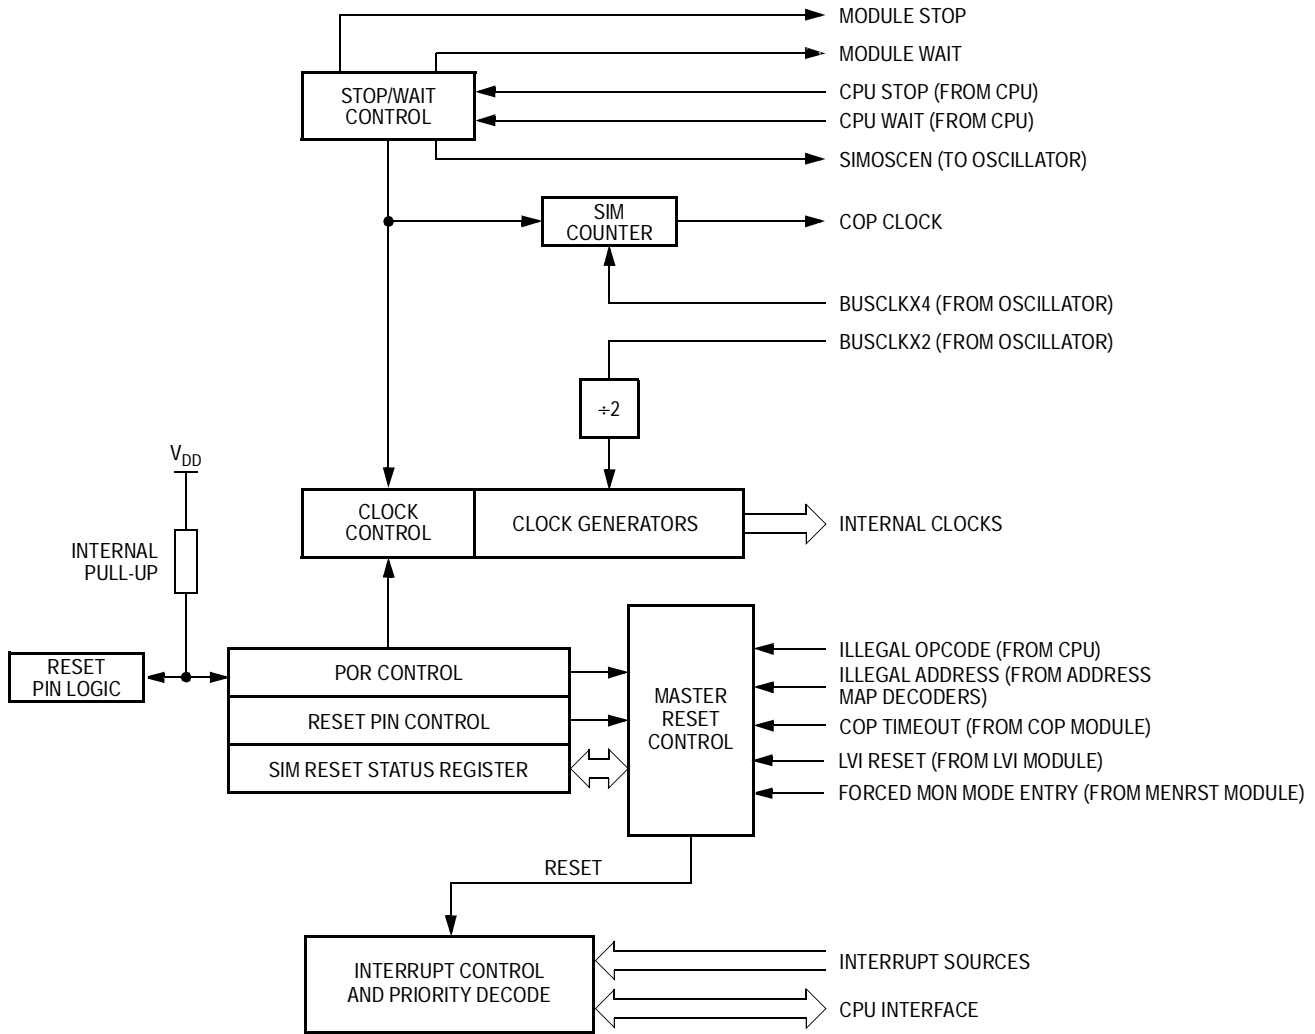 MODULE STOP
MODULE WAIT
STOP/WAIT
CONTROL
CPU STOP (FROM CPU)
CPU WAIT (FROM CPU)
SIMOSCEN (TO OSCILLATOR)
SIM
COUNTER
COP CLOCK
BUSCLKX4 (FROM OSCILLATOR)
BUSCLKX2 (FROM OSCILLATOR)
÷2
VDD
CLOCK
CONTROL
CLOCK GENERATORS
INTERNAL CLOCKS
INTERNAL
PULL-UP
RESET
PIN LOGIC
POR CONTROL
RESET PIN CONTROL
SIM RESET STATUS REGISTER
MASTER
RESET
CONTROL
ILLEGAL OPCODE (FROM CPU)
ILLEGAL ADDRESS (FROM ADDRESS
MAP DECODERS)
COP TIMEOUT (FROM COP MODULE)
LVI RESET (FROM LVI MODULE)
FORCED MON MODE ENTRY (FROM MENRST MODULE)
RESET
INTERRUPT CONTROL
AND PRIORITY DECODE
INTERRUPT SOURCES
CPU INTERFACE